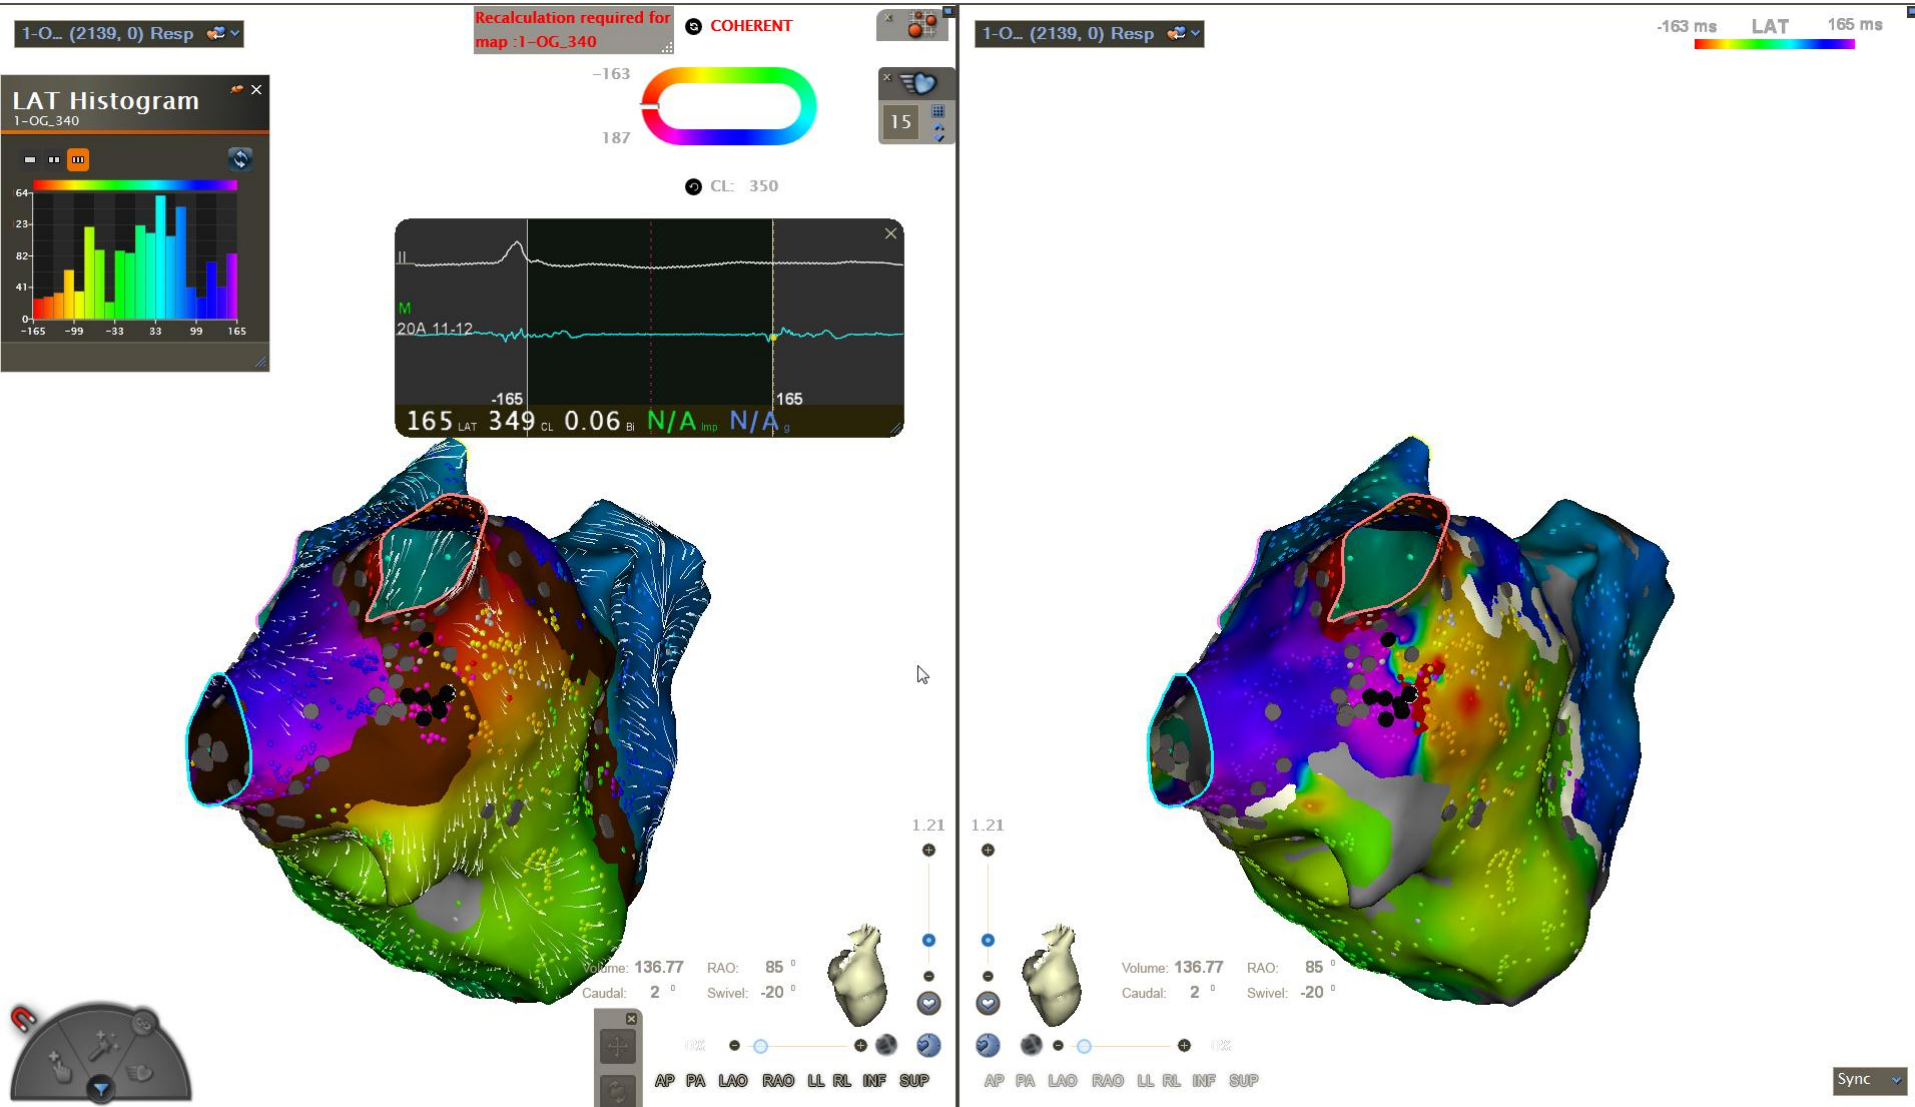 1-O... (2139, 0) Resp
Recalculation required for
map :1-OG_340
COHERENT
-163
187
CL: 350
15
LAT Histogram
1-OG_340
64
23
82
41
0
-165 -99 -33 33 99 165
II
M
20A 11-12
-165
165
165 LAT 349 CL 0.06 Bi N/A Imp N/A g
1.21
Volume: 136.77 RAO: 85 °
Caudal: 2 ° Swivel: -20 °
AP PA LAO RAO LL RL INF SUP
1-O... (2139, 0) Resp
-163 ms LAT 165 ms
1.21
Volume: 136.77 RAO: 85 °
Caudal: 2 ° Swivel: -20 °
AP PA LAO RAO LL RL INF SUP
Sync